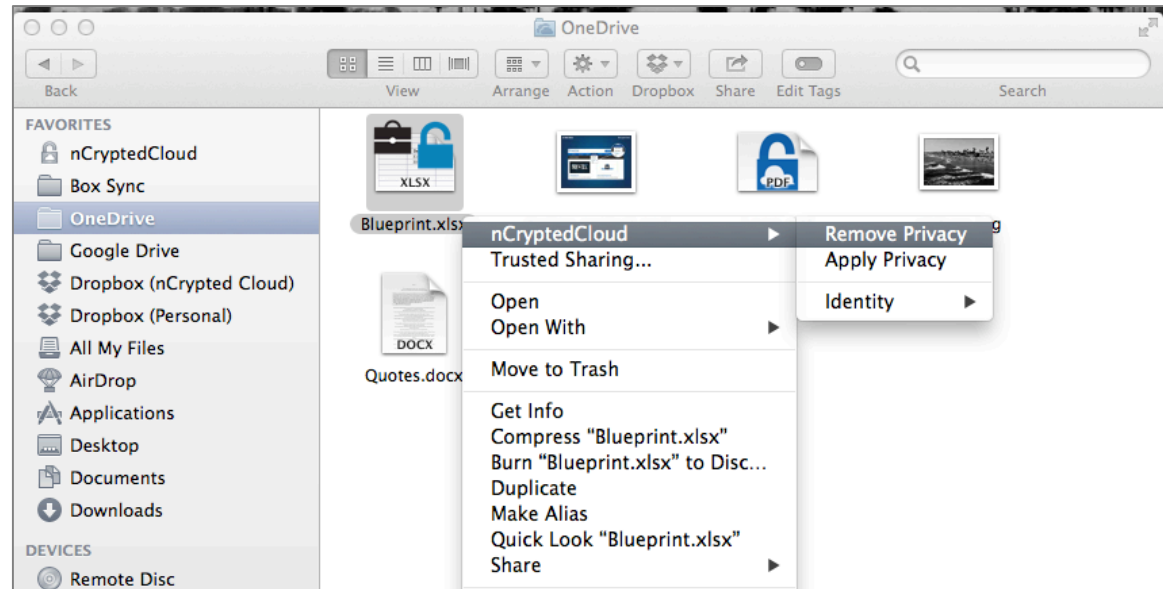 OneDrive
Back
View
Arrange
Action
Dropbox
Share
Edit Tags
Search
FAVORITES
nCryptedCloud
Box Sync
OneDrive
Google Drive
Dropbox (nCrypted Cloud)
Dropbox (Personal)
All My Files
AirDrop
Applications
Desktop
Documents
Downloads
DEVICES
Remote Disc
XLSX
PDF
Blueprint.xlsx
g
DOCX
Quotes.docx
nCryptedCloud
Trusted Sharing...
Open
Open With
Move to Trash
Get Info
Compress “Blueprint.xlsx”
Burn “Blueprint.xlsx” to Disc...
Duplicate
Make Alias
Quick Look “Blueprint.xlsx”
Share
Remove Privacy
Apply Privacy
Identity